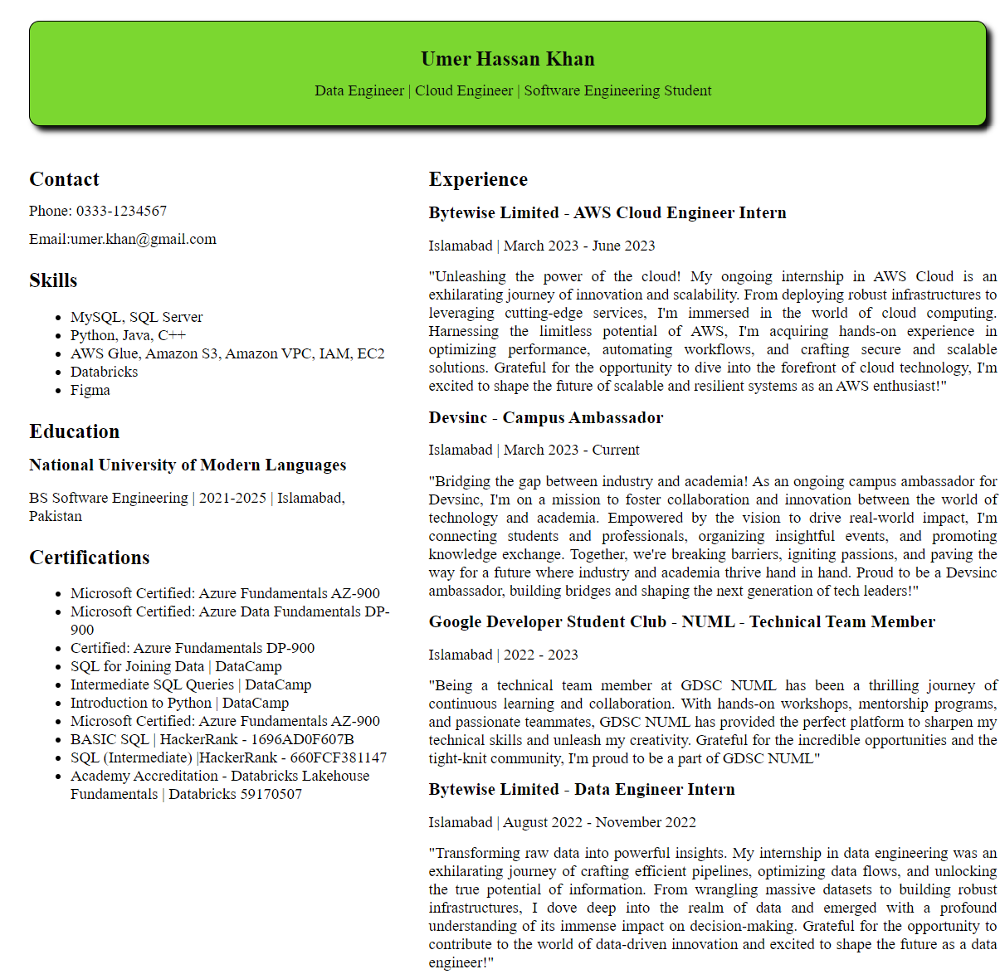 Umer Hassan Khan
Data Engineer | Cloud Engineer | Software Engineering Student
Contact
Phone: 0333-1234567
Email:umer.khan@gmail.com
Skills
MySQL, SQL Server
Python, Java, C++
AWS Glue, Amazon S3, Amazon VPC, IAM, EC2
Databricks
Figma
Education
National University of Modern Languages
BS Software Engineering | 2021-2025 | Islamabad,
Pakistan
Certifications
Microsoft Certified: Azure Fundamentals AZ-900
Microsoft Certified: Azure Data Fundamentals DP-
900
Certified: Azure Fundamentals DP-900
SQL for Joining Data | DataCamp
Intermediate SQL Queries | DataCamp
Introduction to Python | DataCamp
Microsoft Certified: Azure Fundamentals AZ-900
BASIC SQL | HackerRank - 1696AD0F607B
SQL (Intermediate) |HackerRank - 660FCF381147
Academy Accreditation - Databricks Lakehouse
Fundamentals | Databricks 59170507
Experience
Bytewise Limited - AWS Cloud Engineer Intern
Islamabad | March 2023 - June 2023
"Unleashing the power of the cloud! My ongoing internship in AWS Cloud is an
exhilarating journey of innovation and scalability. From deploying robust infrastructures to
leveraging cutting-edge services, I'm immersed in the world of cloud computing.
Harnessing the limitless potential of AWS, I'm acquiring hands-on experience in
optimizing performance, automating workflows, and crafting secure and scalable
solutions. Grateful for the opportunity to dive into the forefront of cloud technology, I'm
excited to shape the future of scalable and resilient systems as an AWS enthusiast!"
Devsinc - Campus Ambassador
Islamabad | March 2023 - Current
"Bridging the gap between industry and academia! As an ongoing campus ambassador for
Devsinc, I'm on a mission to foster collaboration and innovation between the world of
technology and academia. Empowered by the vision to drive real-world impact, I'm
connecting students and professionals, organizing insightful events, and promoting
knowledge exchange. Together, we're breaking barriers, igniting passions, and paving the
way for a future where industry and academia thrive hand in hand. Proud to be a Devsinc
ambassador, building bridges and shaping the next generation of tech leaders!"
Google Developer Student Club - NUML - Technical Team Member
Islamabad | 2022 - 2023
"Being a technical team member at GDSC NUML has been a thrilling journey of
continuous learning and collaboration. With hands-on workshops, mentorship programs,
and passionate teammates, GDSC NUML has provided the perfect platform to sharpen my
technical skills and unleash my creativity. Grateful for the incredible opportunities and the
tight-knit community, I'm proud to be a part of GDSC NUML"
Bytewise Limited - Data Engineer Intern
Islamabad | August 2022 - November 2022
"Transforming raw data into powerful insights. My internship in data engineering was an
exhilarating journey of crafting efficient pipelines, optimizing data flows, and unlocking
the true potential of information. From wrangling massive datasets to building robust
infrastructures, I dove deep into the realm of data and emerged with a profound
understanding of its immense impact on decision-making. Grateful for the opportunity to
contribute to the world of data-driven innovation and excited to shape the future as a data
engineer!"